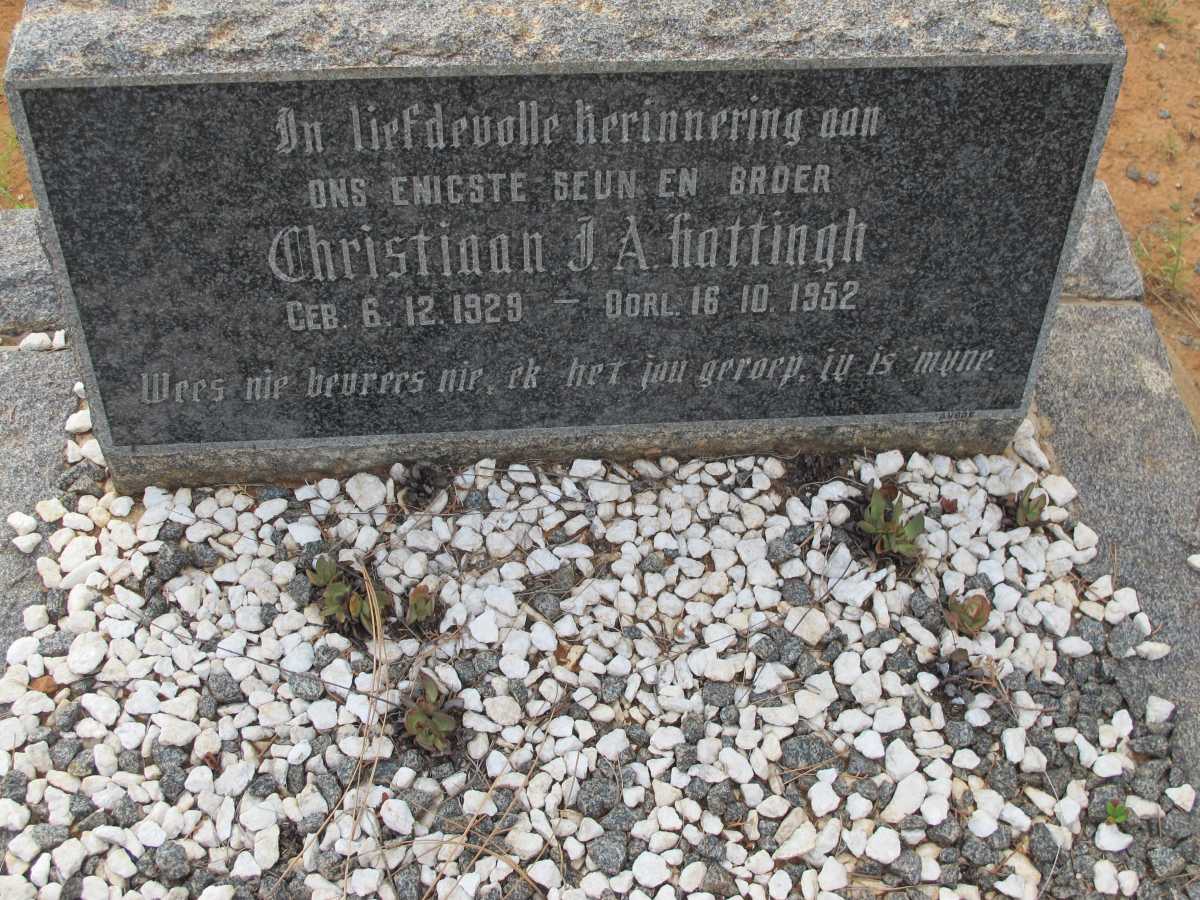 In liefdevolle herinnering aan
ONS ENIGSTE SEUN EN BROER
Christiaan J. A. Hattingh
GEB. 6. 12. 1929 — OORL. 16 10. 1952
Wees nie bevrees nie, ek het jou geroep, jy is myne.